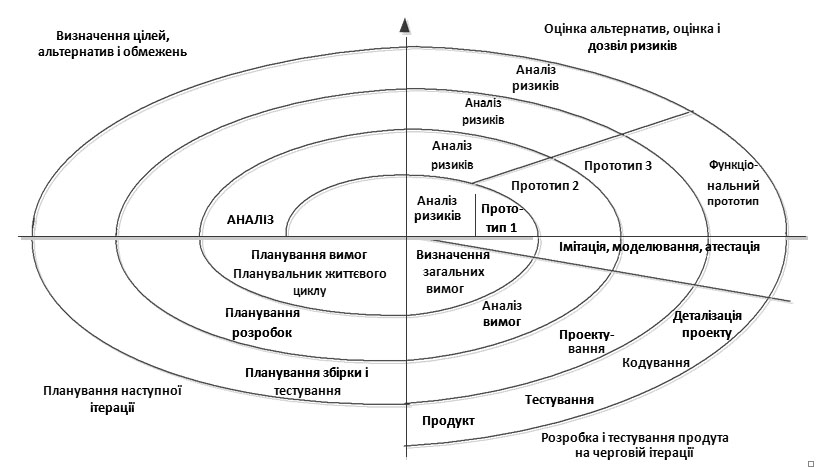 Визначення цілей,
альтернатив і обмежень
Оцінка альтернатив, оцінка і
дозвіл ризиків
Аналіз
ризиків
Аналіз
ризиків
Аналіз
ризиків
Прототип 3
Функціо-
нальний
прототип
Прототип 2
Аналіз
ризиків
Прото-
тип 1
АНАЛІЗ
Імітація, моделювання, атестація
Планування вимог
Планувальник життєвого
циклу
Визначення
загальних
вимог
Аналіз
вимог
Планування
розробок
Деталізація
проекту
Проекту-
вання
Кодування
Планування збірки і
тестування
Планування наступної
ітерації
Тестування
Продукт
Розробка і тестування продута
на черговій ітерації